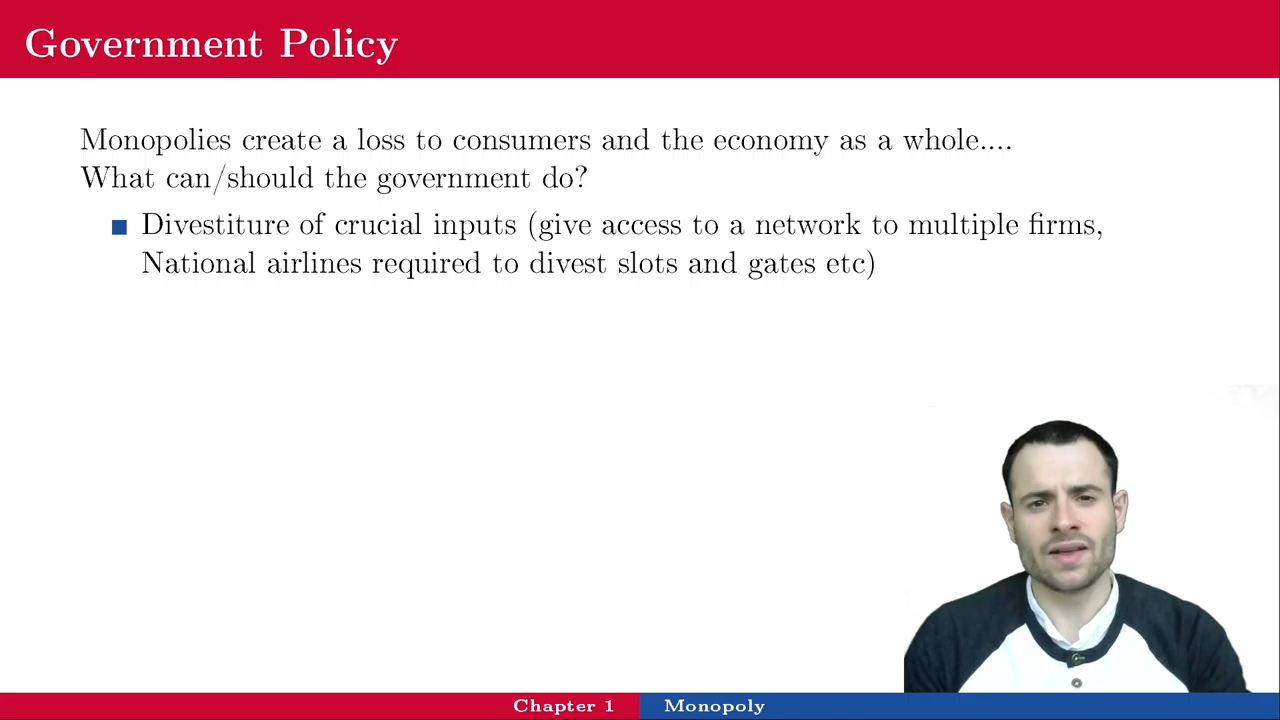 Government Policy
Monopolies create a loss to consumers and the economy as a whole....
What can/should the government do?
Divestiture of crucial inputs (give access to a network to multiple firms,
National airlines required to divest slots and gates etc)
Chapter 1 Monopoly